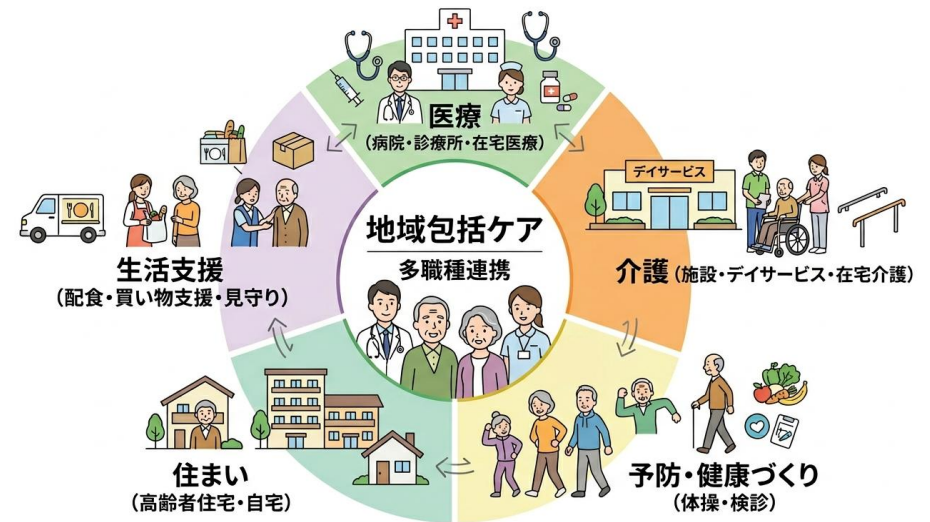 医療
(病院・診療所・在宅医療)
デイサービス
介護 (施設・デイサービス・在宅介護)
地域包括ケア
多職種連携
生活支援
(配食・買い物支援・見守り)
住まい
(高齢者住宅・自宅)
予防・健康づくり
(体操・検診)